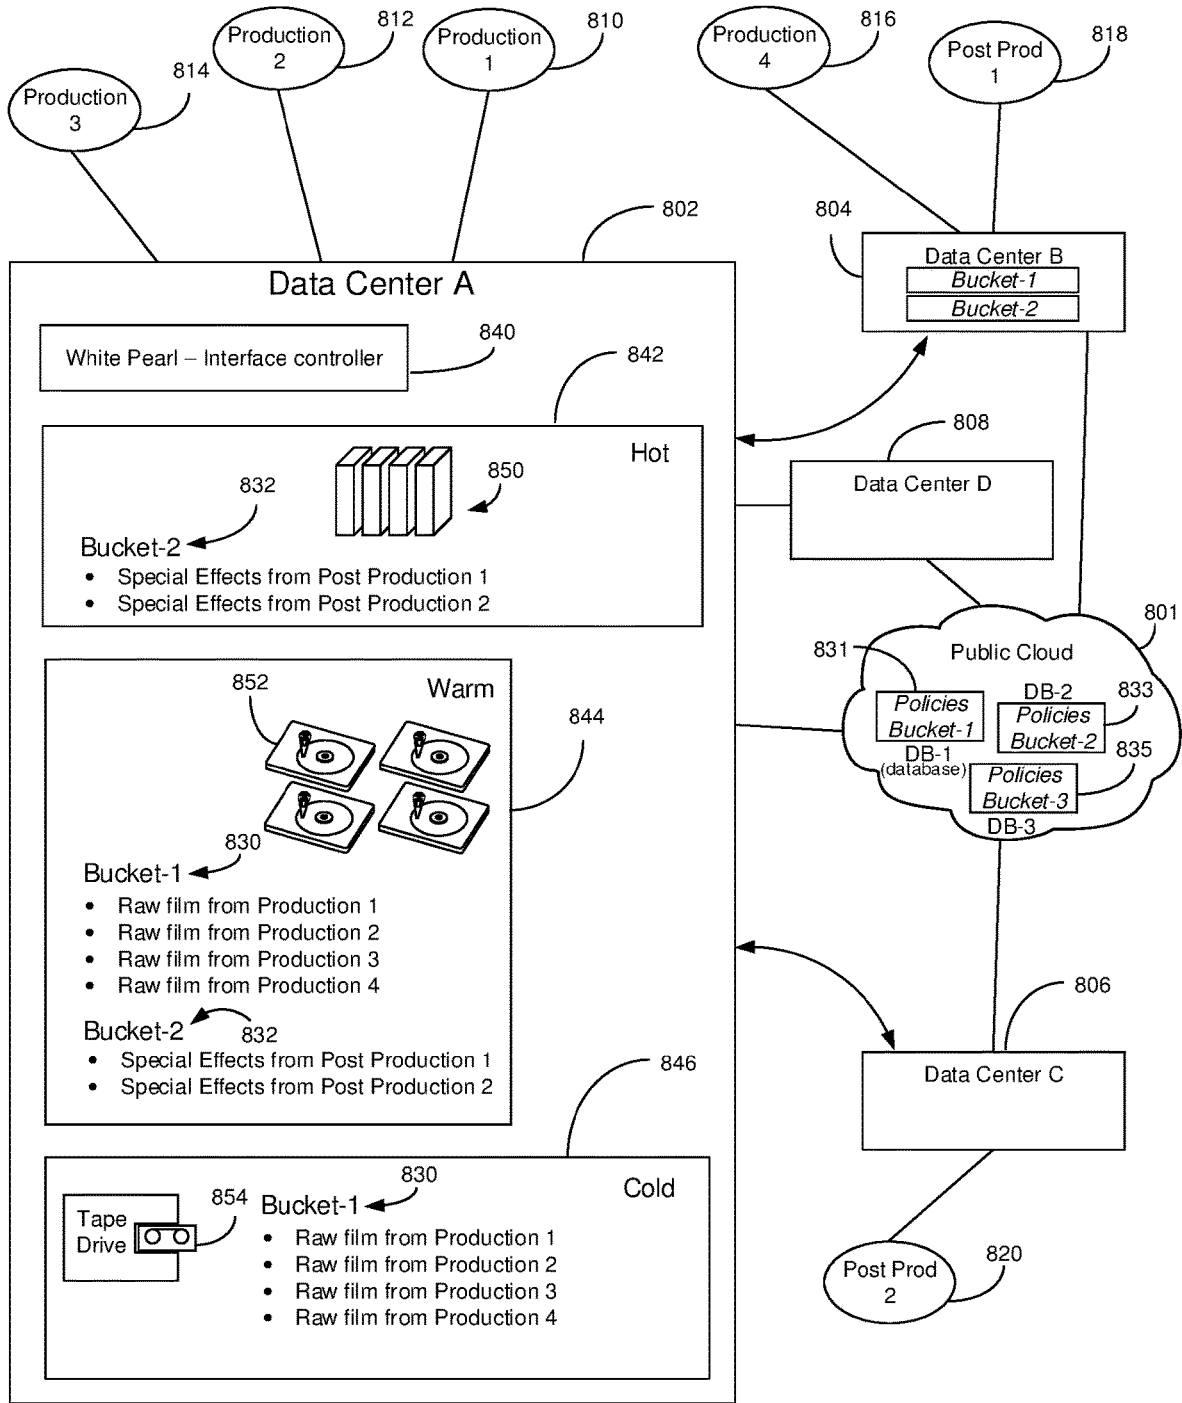 Production
3
814
Production
2
812
Production
1
810
Production
4
816
Post Prod
1
818
802
Data Center A
White Pearl – Interface controller
840
842
Hot
850
832
Bucket-2
• Special Effects from Post Production 1
• Special Effects from Post Production 2
Warm
852
844
830
Bucket-1
• Raw film from Production 1
• Raw film from Production 2
• Raw film from Production 3
• Raw film from Production 4
Bucket-2
832
• Special Effects from Post Production 1
• Special Effects from Post Production 2
846
Cold
Tape
Drive
854
Bucket-1
830
• Raw film from Production 1
• Raw film from Production 2
• Raw film from Production 3
• Raw film from Production 4
804
Data Center B
Bucket-1
Bucket-2
808
Data Center D
801
Public Cloud
831
Policies
Bucket-1
DB-1
(database)
DB-2
833
Policies
Bucket-2
835
Policies
Bucket-3
DB-3
806
Data Center C
Post Prod
2
820